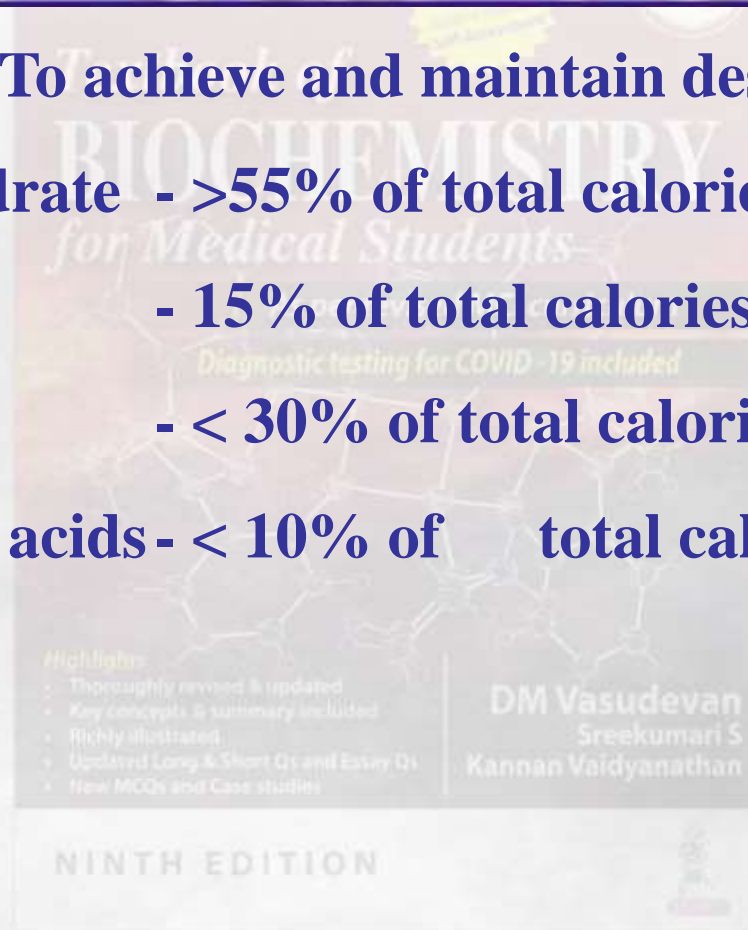 To achieve and maintain des
drate - >55% of total calorie
- 15% of total calories
- < 30% of total calori
acids - < 10% of total cal
BIOCHEMISTRY
for Medical Students
Diagnostic testing for COVID-19 included
Highlights
• Thoroughly revised & updated
• Key concepts & summary included
• Richly illustrated
• Updated Long & Short Qs and Essay Qs
• New MCQs and Case studies
DM Vasudevan
Sreekumari S
Kannan Vaidyanathan
NINTH EDITION